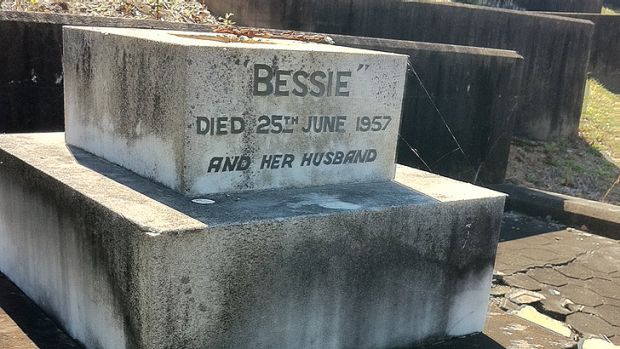 "BESSIE"
DIED 25TH JUNE 1957
AND HER HUSBAND